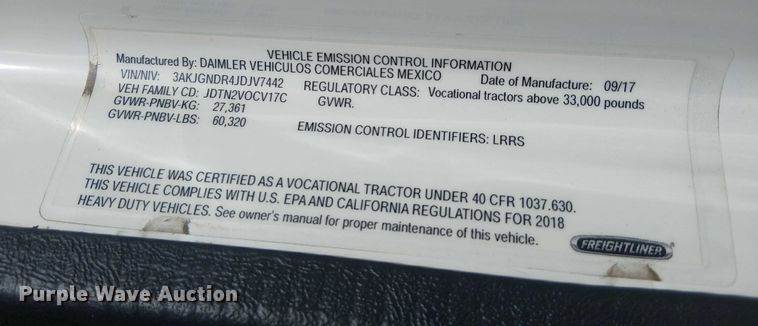 VEHICLE EMISSION CONTROL INFORMATION
Manufactured By: DAIMLER VEHICULOS COMERCIALES MEXICO Date of Manufacture: 09/17
VIN/NIV: 3AKJGNDR4JDJV7442 REGULATORY CLASS: Vocational tractors above 33,000 pounds
VEH FAMILY CD: JDTN2VOCV17C GVWR.
GVWR-PNBV-KG: 27,361
GVWR-PNBV-LBS: 60,320 EMISSION CONTROL IDENTIFIERS: LRRS
THIS VEHICLE WAS CERTIFIED AS A VOCATIONAL TRACTOR UNDER 40 CFR 1037.630.
THIS VEHICLE COMPLIES WITH U.S. EPA AND CALIFORNIA REGULATIONS FOR 2018
HEAVY DUTY VEHICLES. See owner's manual for proper maintenance of this vehicle.
FREIGHTLINER
Purple Wave Auction